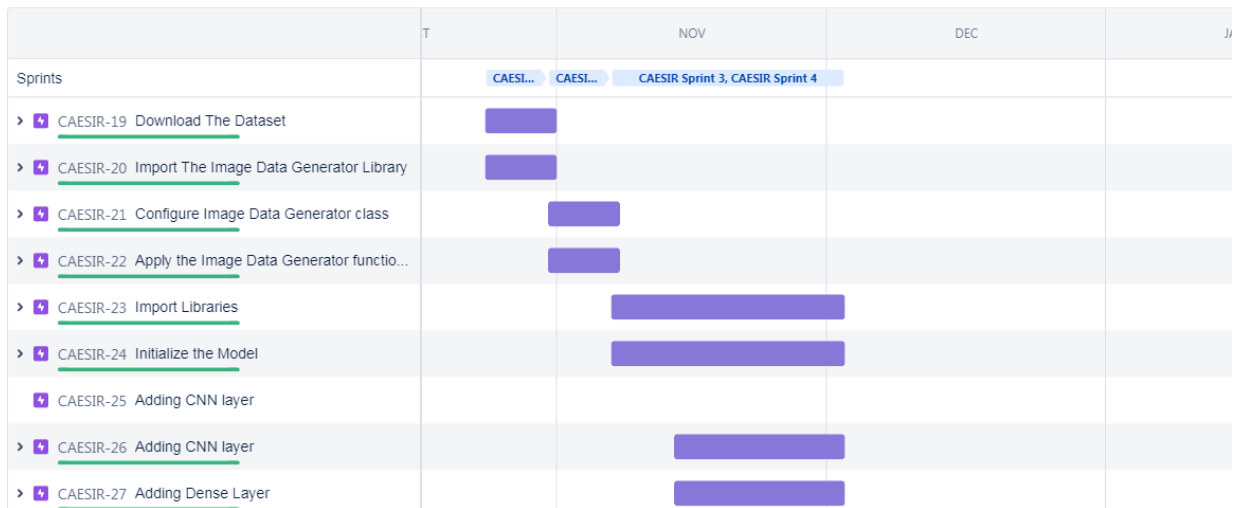 T NOV DEC JA
Sprints CAESI... CAESI... CAESIR Sprint 3, CAESIR Sprint 4
CAESIR-19 Download The Dataset
CAESIR-20 Import The Image Data Generator Library
CAESIR-21 Configure Image Data Generator class
CAESIR-22 Apply the Image Data Generator functio...
CAESIR-23 Import Libraries
CAESIR-24 Initialize the Model
CAESIR-25 Adding CNN layer
CAESIR-26 Adding CNN layer
CAESIR-27 Adding Dense Layer